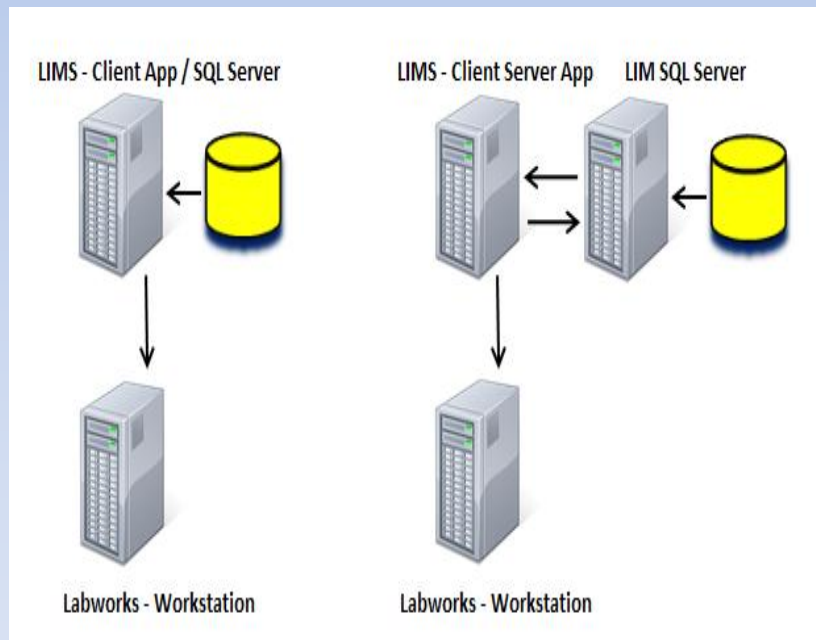 LIMS - Client App / SQL Server
LIMS - Client Server App
LIM SQL Server
Labworks - Workstation
Labworks - Workstation